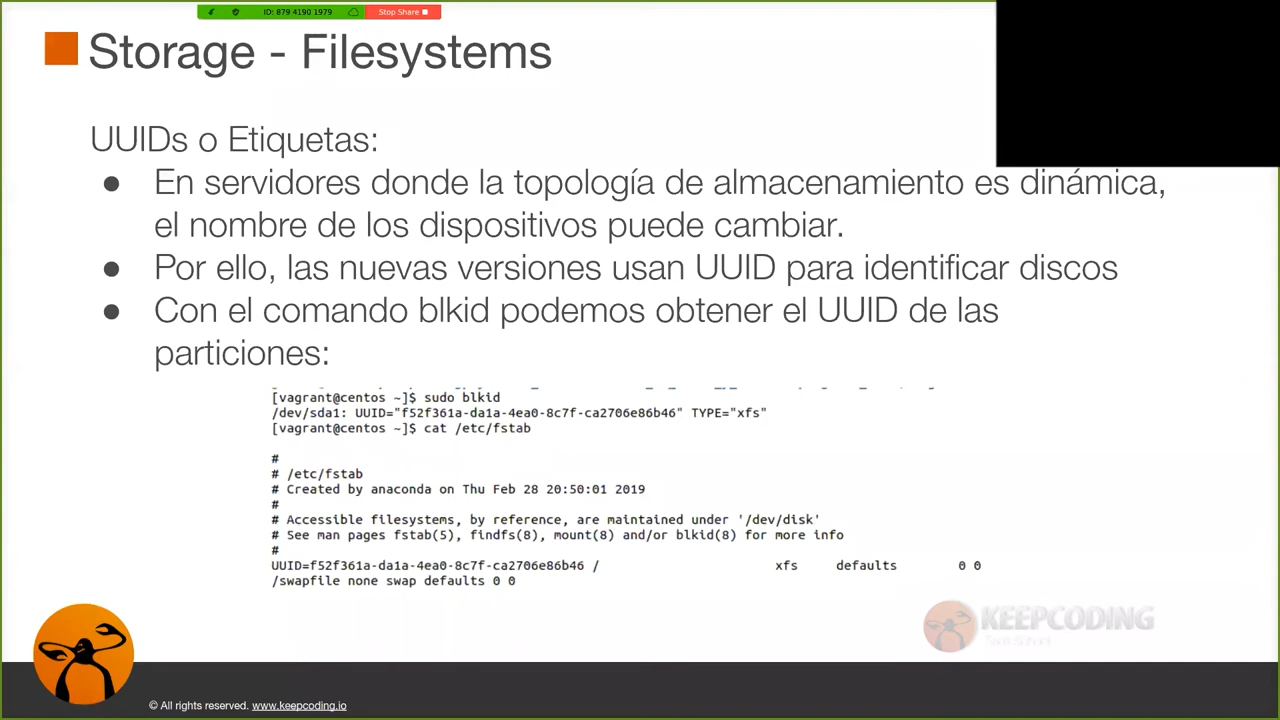 ID: 879 4190 1979 Stop Share
Storage - Filesystems
UUIDs o Etiquetas:
● En servidores donde la topología de almacenamiento es dinámica,
el nombre de los dispositivos puede cambiar.
● Por ello, las nuevas versiones usan UUID para identificar discos
● Con el comando blkid podemos obtener el UUID de las
particiones:
[vagrant@centos ~]$ sudo blkid
/dev/sda1: UUID="f52f361a-da1a-4ea0-8c7f-ca2706e86b46" TYPE="xfs"
[vagrant@centos ~]$ cat /etc/fstab
#
# /etc/fstab
# Created by anaconda on Thu Feb 28 20:50:01 2019
#
# Accessible filesystems, by reference, are maintained under '/dev/disk'
# See man pages fstab(5), findfs(8), mount(8) and/or blkid(8) for more info
#
UUID=f52f361a-da1a-4ea0-8c7f-ca2706e86b46 / xfs defaults 0 0
/swapfile none swap defaults 0 0
KEEPCODING
Tech School
© All rights reserved. www.keepcoding.io